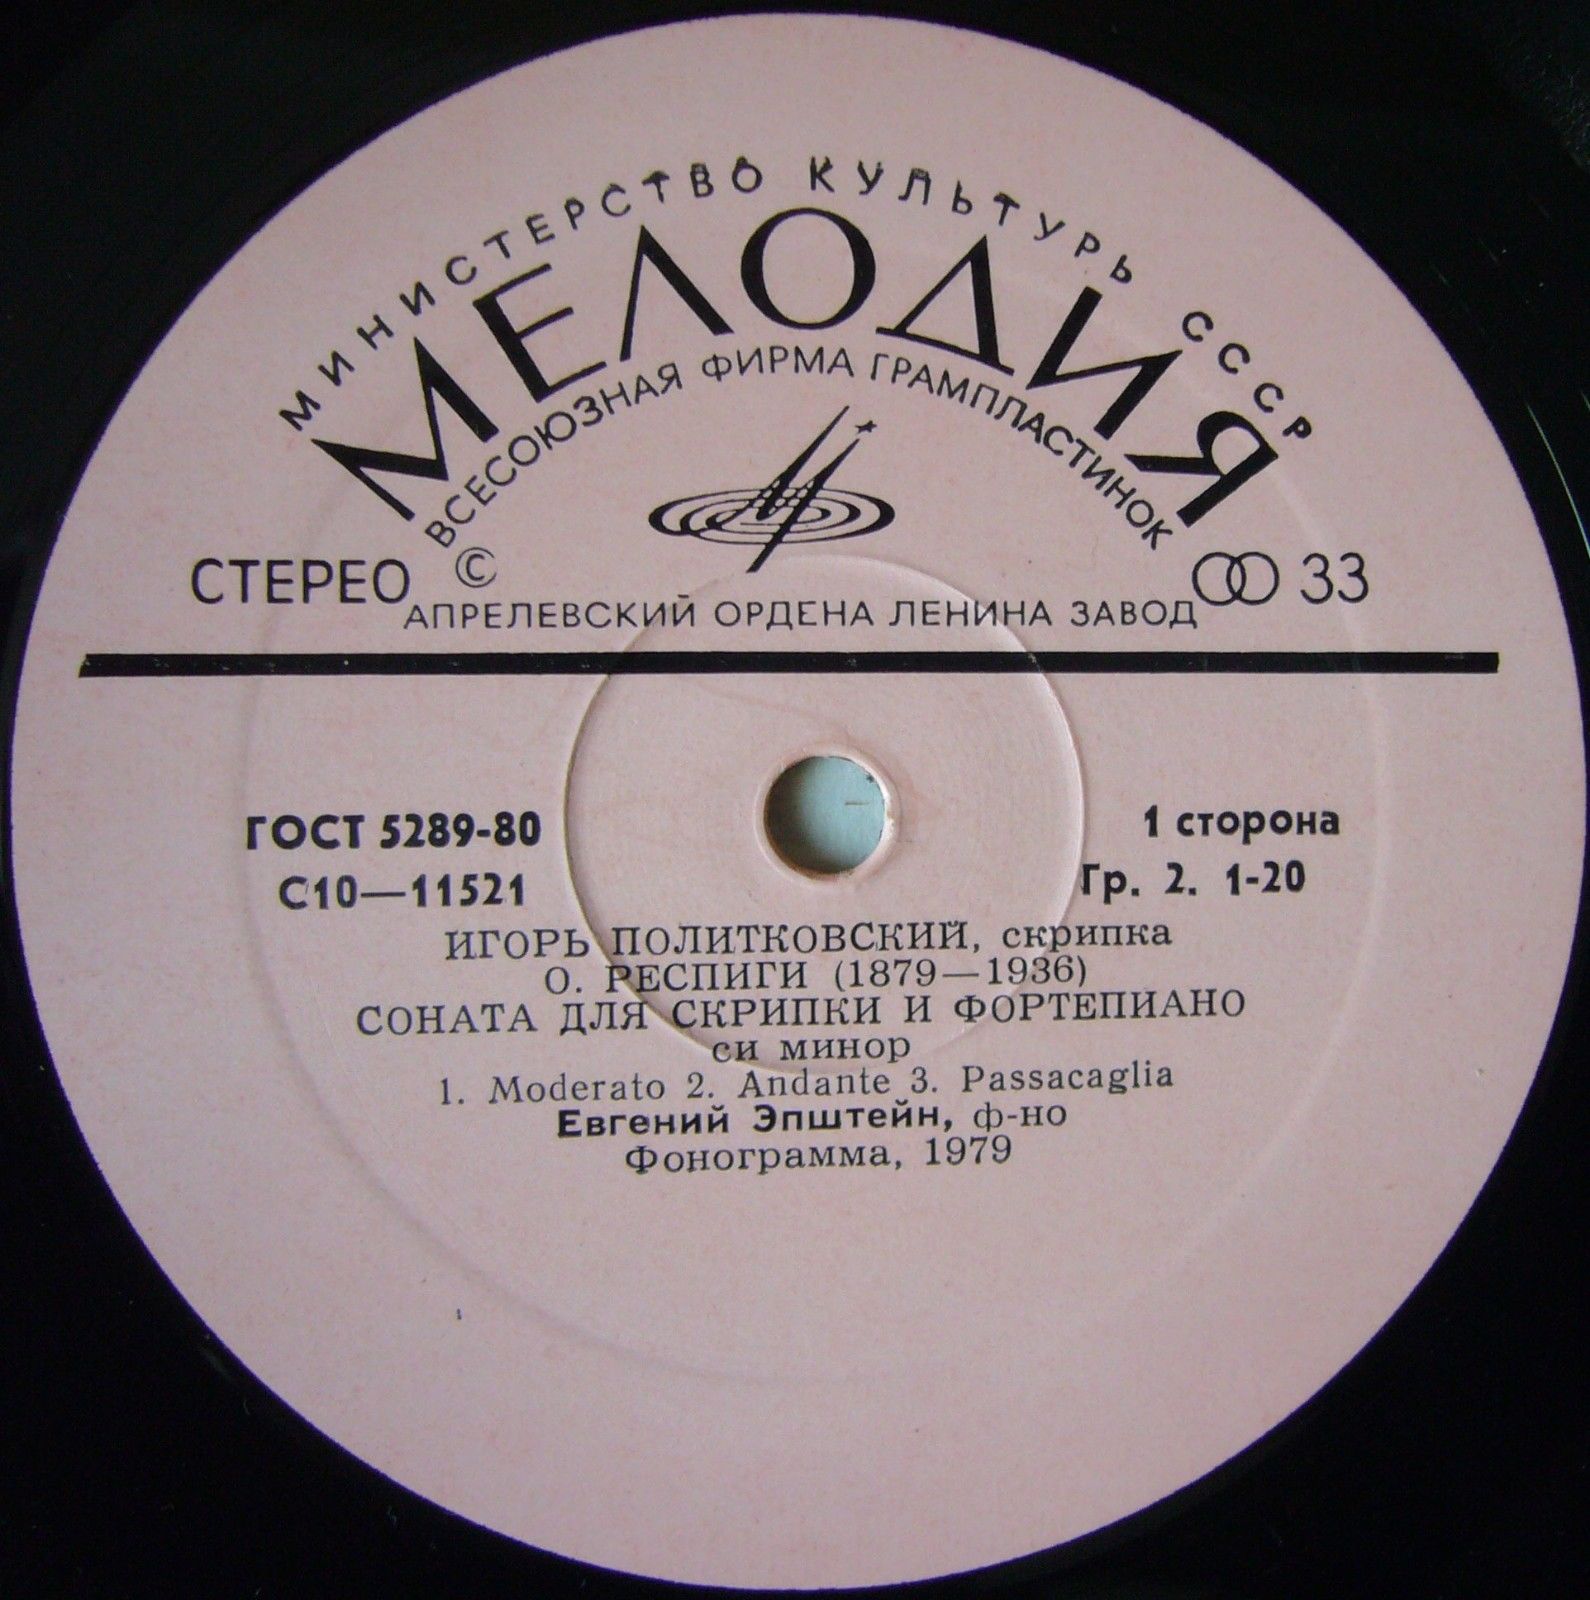 МИНИСТЕРСТВО КУЛЬТУРЫ СССР
МЕЛОДИЯ
ВСЕСОЮЗНАЯ ФИРМА ГРАМПЛАСТИНОК
СТЕРЕО © 33
АПРЕЛЕВСКИЙ ОРДЕНА ЛЕНИНА ЗАВОД
ГОСТ 5289-80 1 сторона
С10—11521 Гр. 2. 1-20
ИГОРЬ ПОЛИТКОВСКИЙ, скрипка
О. РЕСПИГИ (1879—1936)
СОНАТА ДЛЯ СКРИПКИ И ФОРТЕПИАНО
си минор
1. Moderato 2. Andante 3. Passacaglia
Евгений Эпштейн, ф-но
Фонограмма, 1979